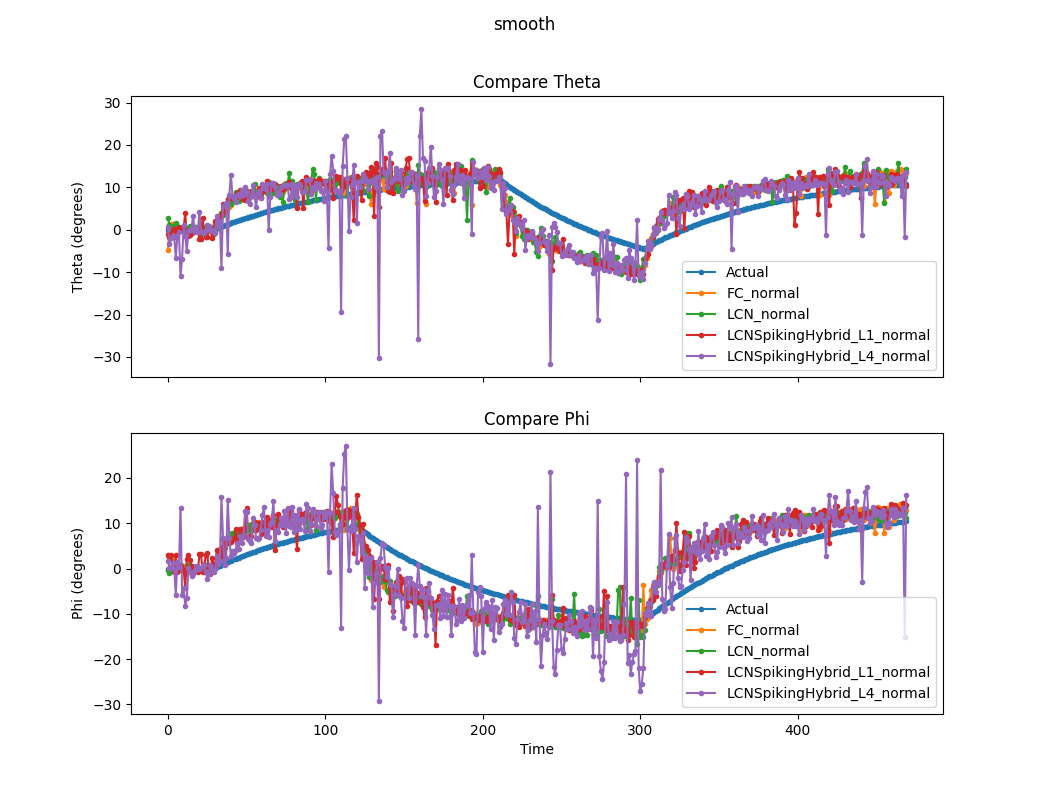 smooth
Compare Theta
Theta (degrees)
30
20
10
0
−10
−20
−30
Actual
FC_normal
LCN_normal
LCNSpikingHybrid_L1_normal
LCNSpikingHybrid_L4_normal
Compare Phi
Phi (degrees)
20
10
0
−10
−20
−30
Actual
FC_normal
LCN_normal
LCNSpikingHybrid_L1_normal
LCNSpikingHybrid_L4_normal
0 100 200 300 400
Time